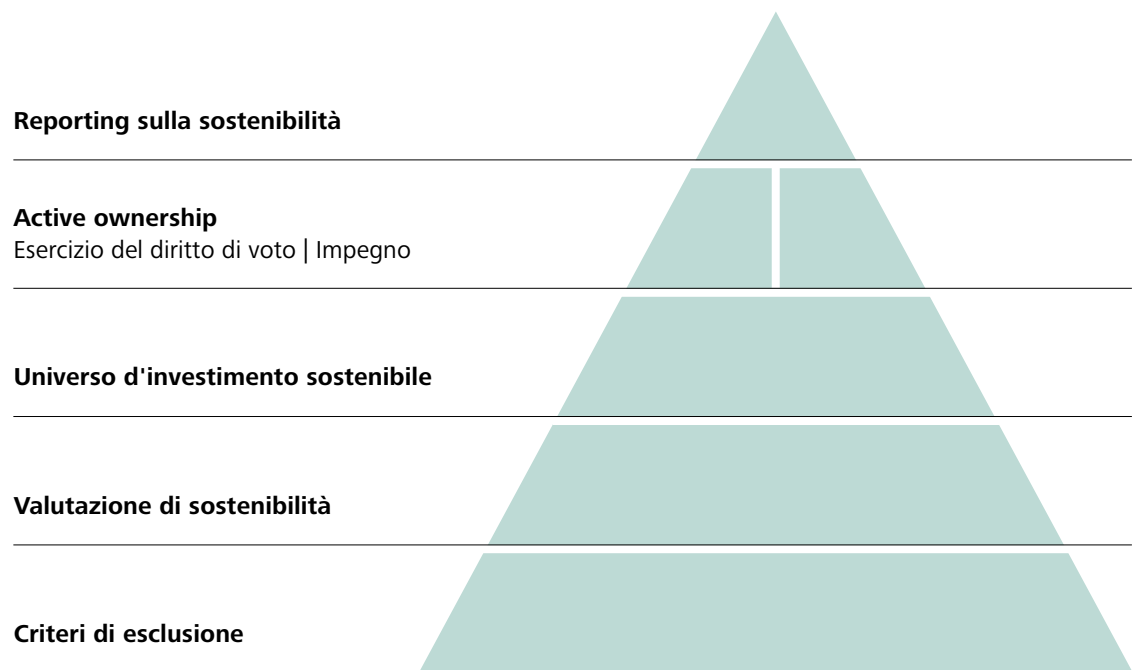 Reporting sulla sostenibilità
Active ownership
Esercizio del diritto di voto | Impegno
Universo d'investimento sostenibile
Valutazione di sostenibilità
Criteri di esclusione